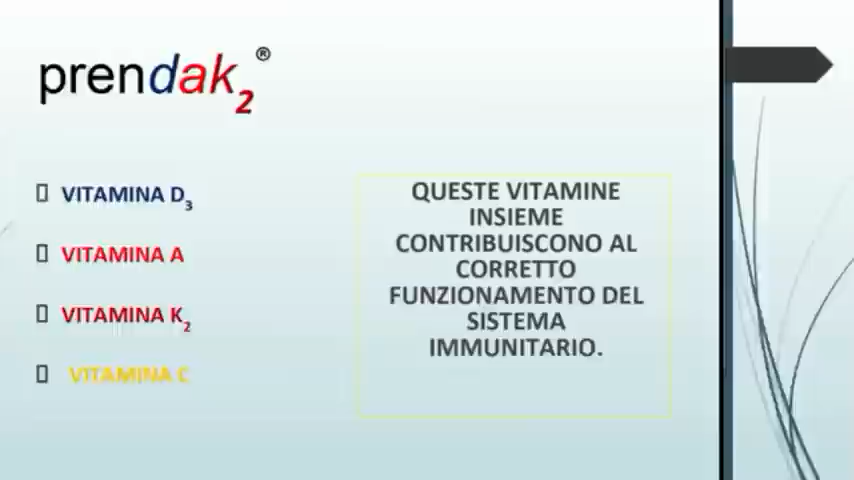 prendak2®
VITAMINA D3
VITAMINA A
VITAMINA K2
VITAMINA C
QUESTE VITAMINE
INSIEME
CONTRIBUISCONO AL
CORRETTO
FUNZIONAMENTO DEL
SISTEMA
IMMUNITARIO.